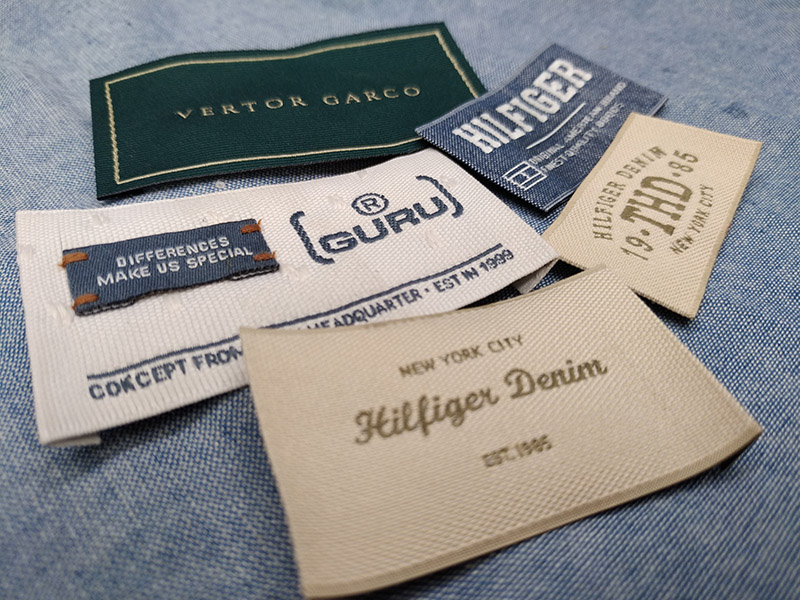 VERTOR GARCO
HILFIGER
HILFIGER DENIM
19·THD·85
NEW YORK CITY
DIFFERENCES
MAKE US SPECIAL
(GURU)
®
CONCEPT FROM HEADQUARTER · EST IN 1999
NEW YORK CITY
Hilfiger Denim
EST.1985